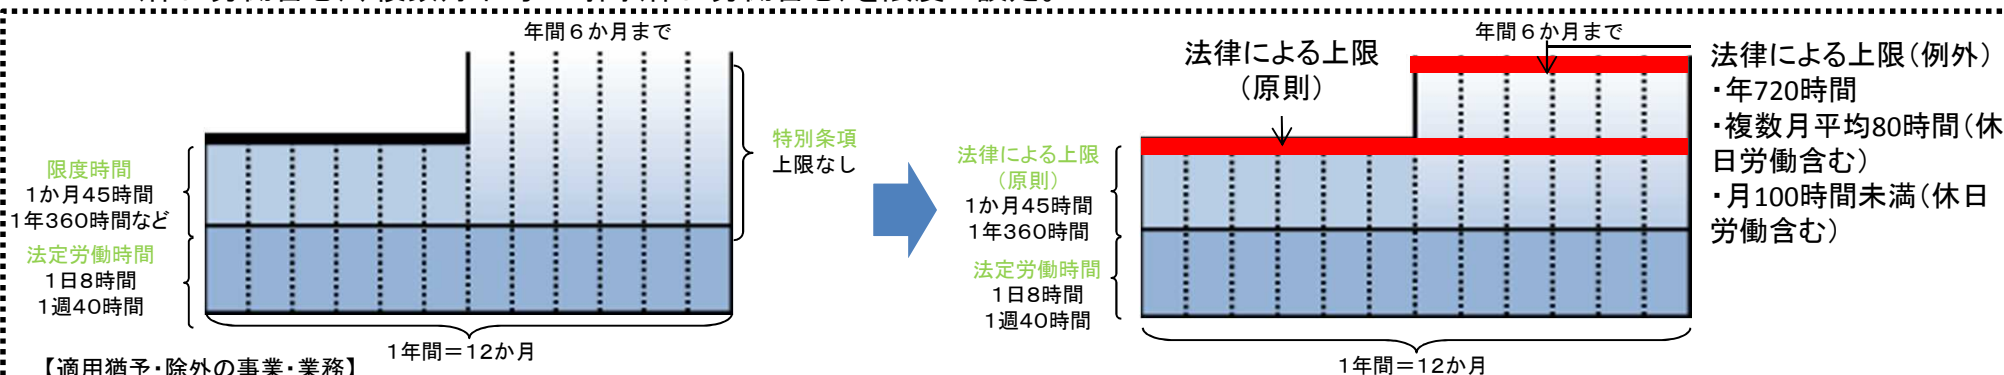 年間６か月まで
限度時間
1か月45時間
1年360時間など
法定労働時間
1日8時間
1週40時間
特別条項
上限なし
1年間＝12か月
【適用猶予・除外の事業・業務】
年間６か月まで
法律による上限
（原則）
法律による上限
（原則）
1か月45時間
1年360時間
法定労働時間
1日8時間
1週40時間
1年間＝12か月
法律による上限（例外）
・年720時間
・複数月平均80時間（休
日労働含む）
・月100時間未満（休日
労働含む）